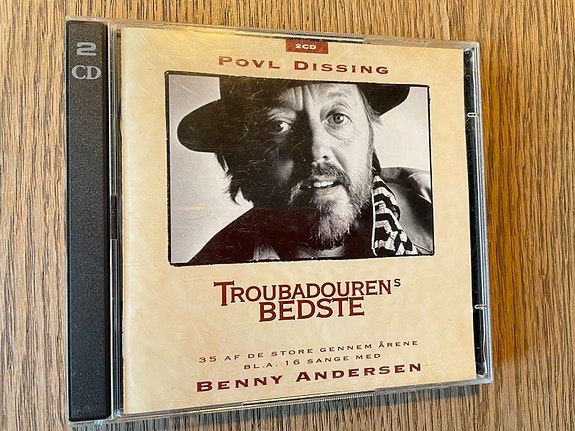 2
CD
2CD
POVL DISSING
TROUBADOURENS
BEDSTE
35 AF DE STORE GENNEM ÅRENE
BL.A. 16 SANGE MED
BENNY ANDERSEN